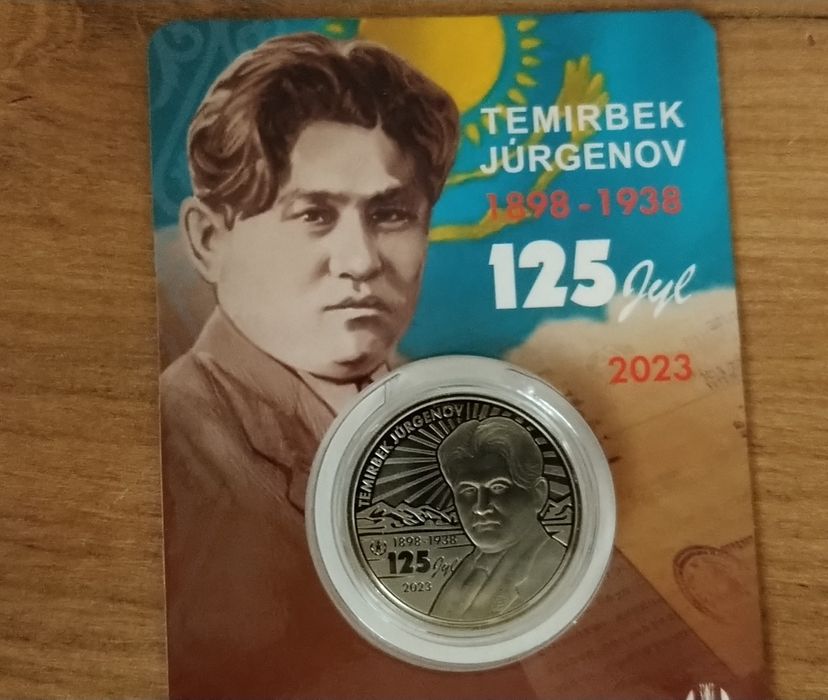 TEMIRBEK
JÚRGENOV
1898 - 1938
125 Jyl
2023
TEMIRBEK JÚRGENOV
1898 - 1938
125 Jyl
2023